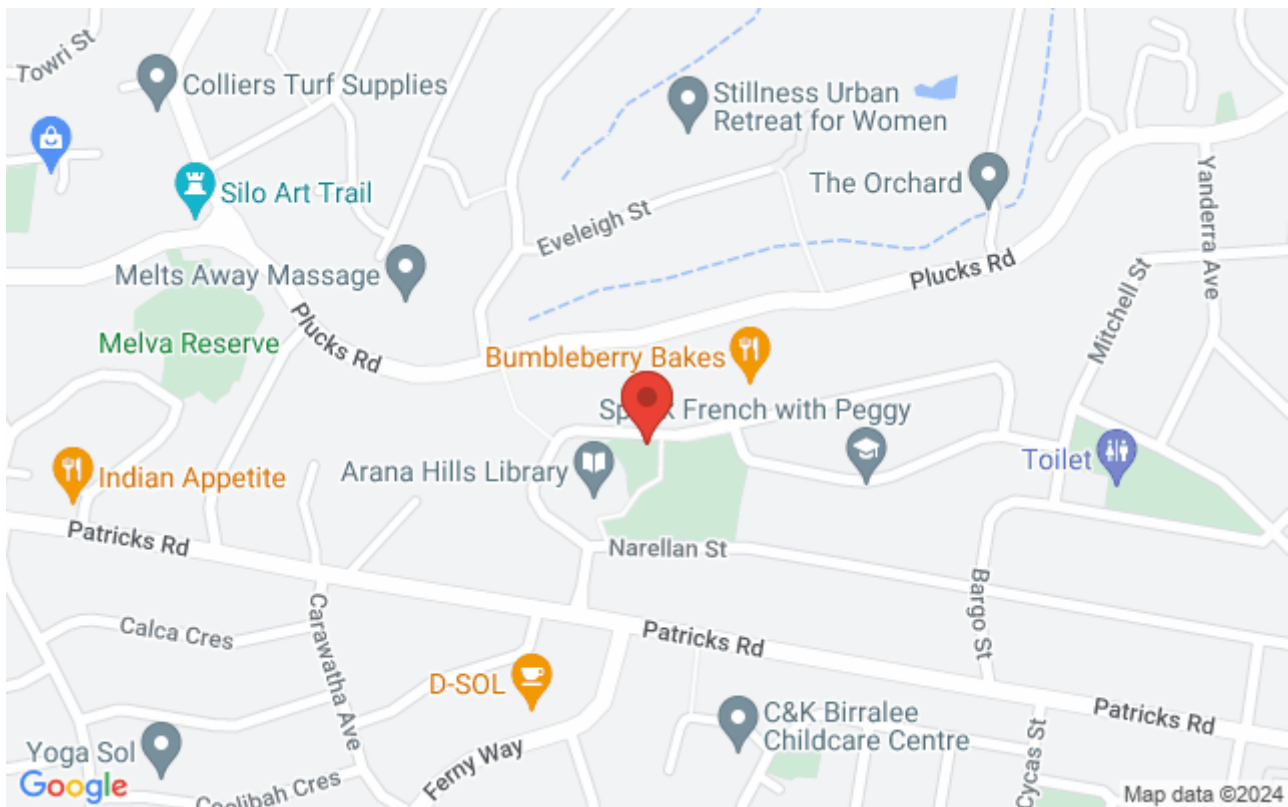 Towri St
Colliers Turf Supplies
Stillness Urban
Retreat for Women
The Orchard
Yanderra Ave
Silo Art Trail
Eveleigh St
Melts Away Massage
Plucks Rd
Mitchell St
Melva Reserve
Plucks Rd
Bumbleberry Bakes
French with Peggy
Arana Hills Library
Toilet
Indian Appetite
Patricks Rd
Narellan St
Bargo St
Calca Cres
Carawatha Ave
Patricks Rd
D-SOL
C&K Birralee
Childcare Centre
Patricks Rd
Yoga Sol
Ferny Way
Cycas St
Coolibah Cres
Google
Map data ©2024